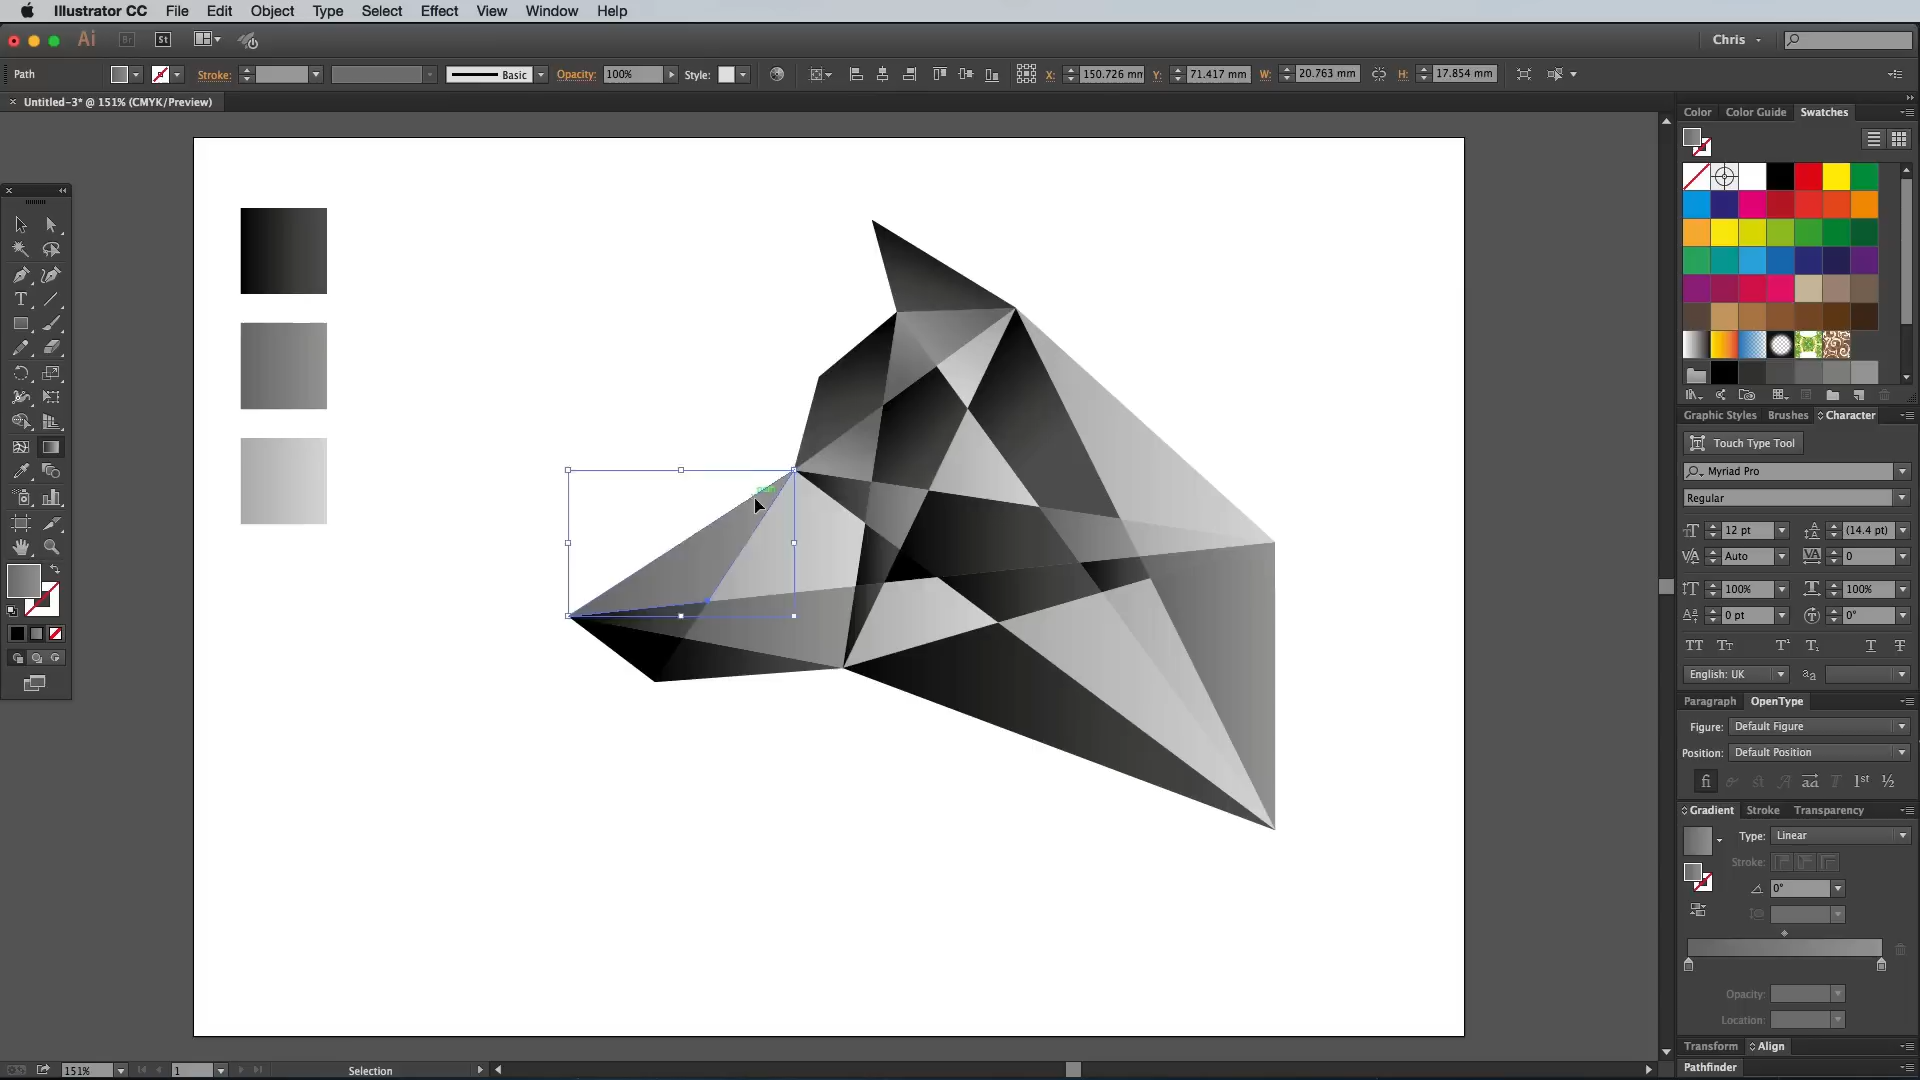 Illustrator CC File Edit Object Type Select Effect View Window Help
Ai Br St Chris
Path Stroke: Basic Opacity: 100% Style: X: 150.726 mm Y: 71.417 mm W: 20.763 mm H: 17.854 mm
× Untitled-3* @ 151% (CMYK/Preview)
Color Color Guide Swatches
Graphic Styles Brushes Character
Touch Type Tool
Myriad Pro
Regular
12 pt (14.4 pt)
Auto 0
100% 100%
0 pt 0°
English: UK
Paragraph OpenType
Figure: Default Figure
Position: Default Position
Gradient Stroke Transparency
Type: Linear
Stroke:
0°
Opacity:
Location:
Transform Align
Pathfinder
151% 1 Selection